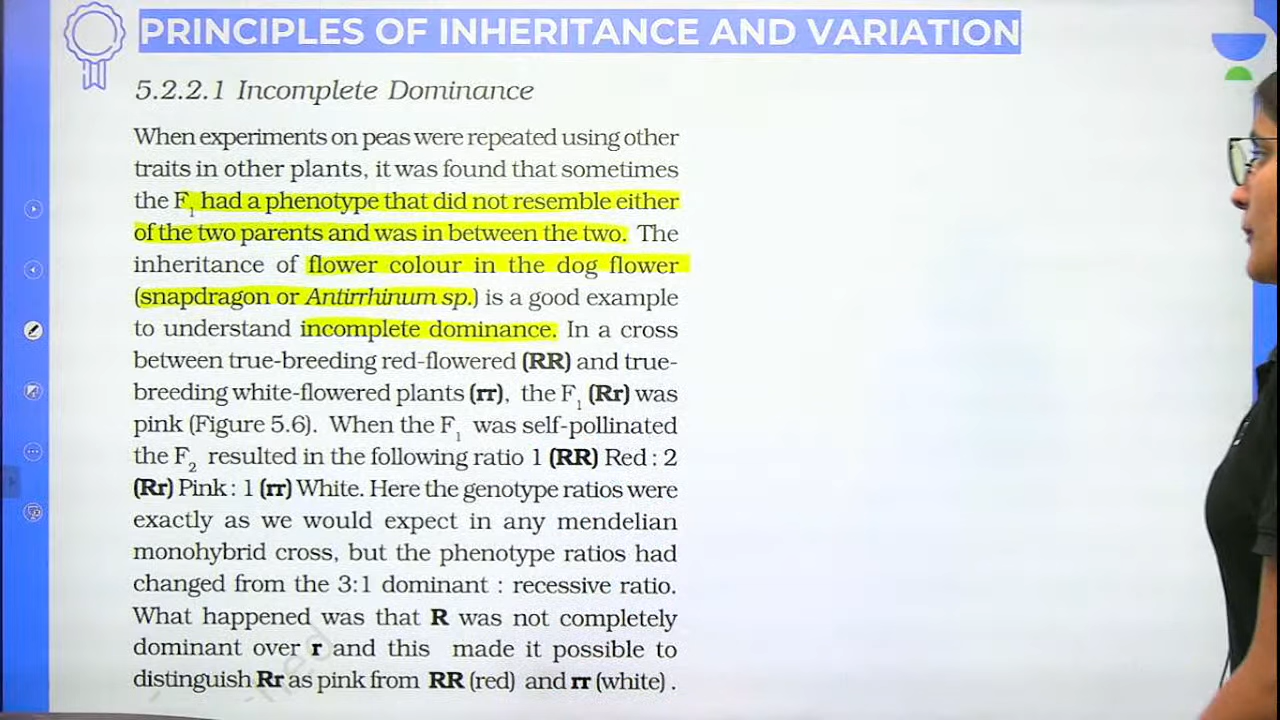 PRINCIPLES OF INHERITANCE AND VARIATION
5.2.2.1 Incomplete Dominance
When experiments on peas were repeated using other
traits in other plants, it was found that sometimes
the F1 had a phenotype that did not resemble either
of the two parents and was in between the two. The
inheritance of flower colour in the dog flower
(snapdragon or Antirrhinum sp.) is a good example
to understand incomplete dominance. In a cross
between true-breeding red-flowered (RR) and true-
breeding white-flowered plants (rr), the F1 (Rr) was
pink (Figure 5.6). When the F1 was self-pollinated
the F2 resulted in the following ratio 1 (RR) Red : 2
(Rr) Pink : 1 (rr) White. Here the genotype ratios were
exactly as we would expect in any mendelian
monohybrid cross, but the phenotype ratios had
changed from the 3:1 dominant : recessive ratio.
What happened was that R was not completely
dominant over r and this made it possible to
distinguish Rr as pink from RR (red) and rr (white) .